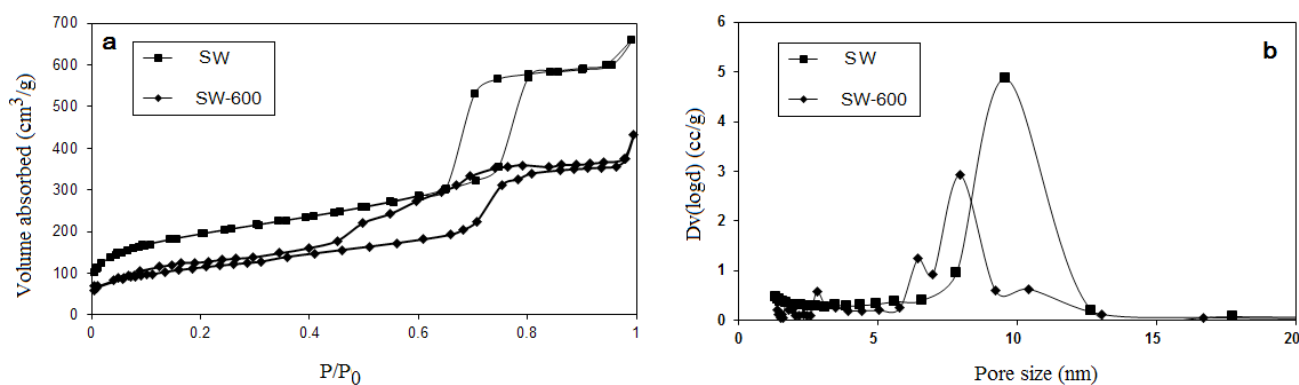 a
SW
SW-600
Volume absorbed (cm³/g)
700
600
500
400
300
200
100
0
0
0.2
0.4
0.6
0.8
1
P/P₀
b
SW
SW-600
Dv(logd) (cc/g)
6
5
4
3
2
1
0
0
5
10
15
20
Pore size (nm)